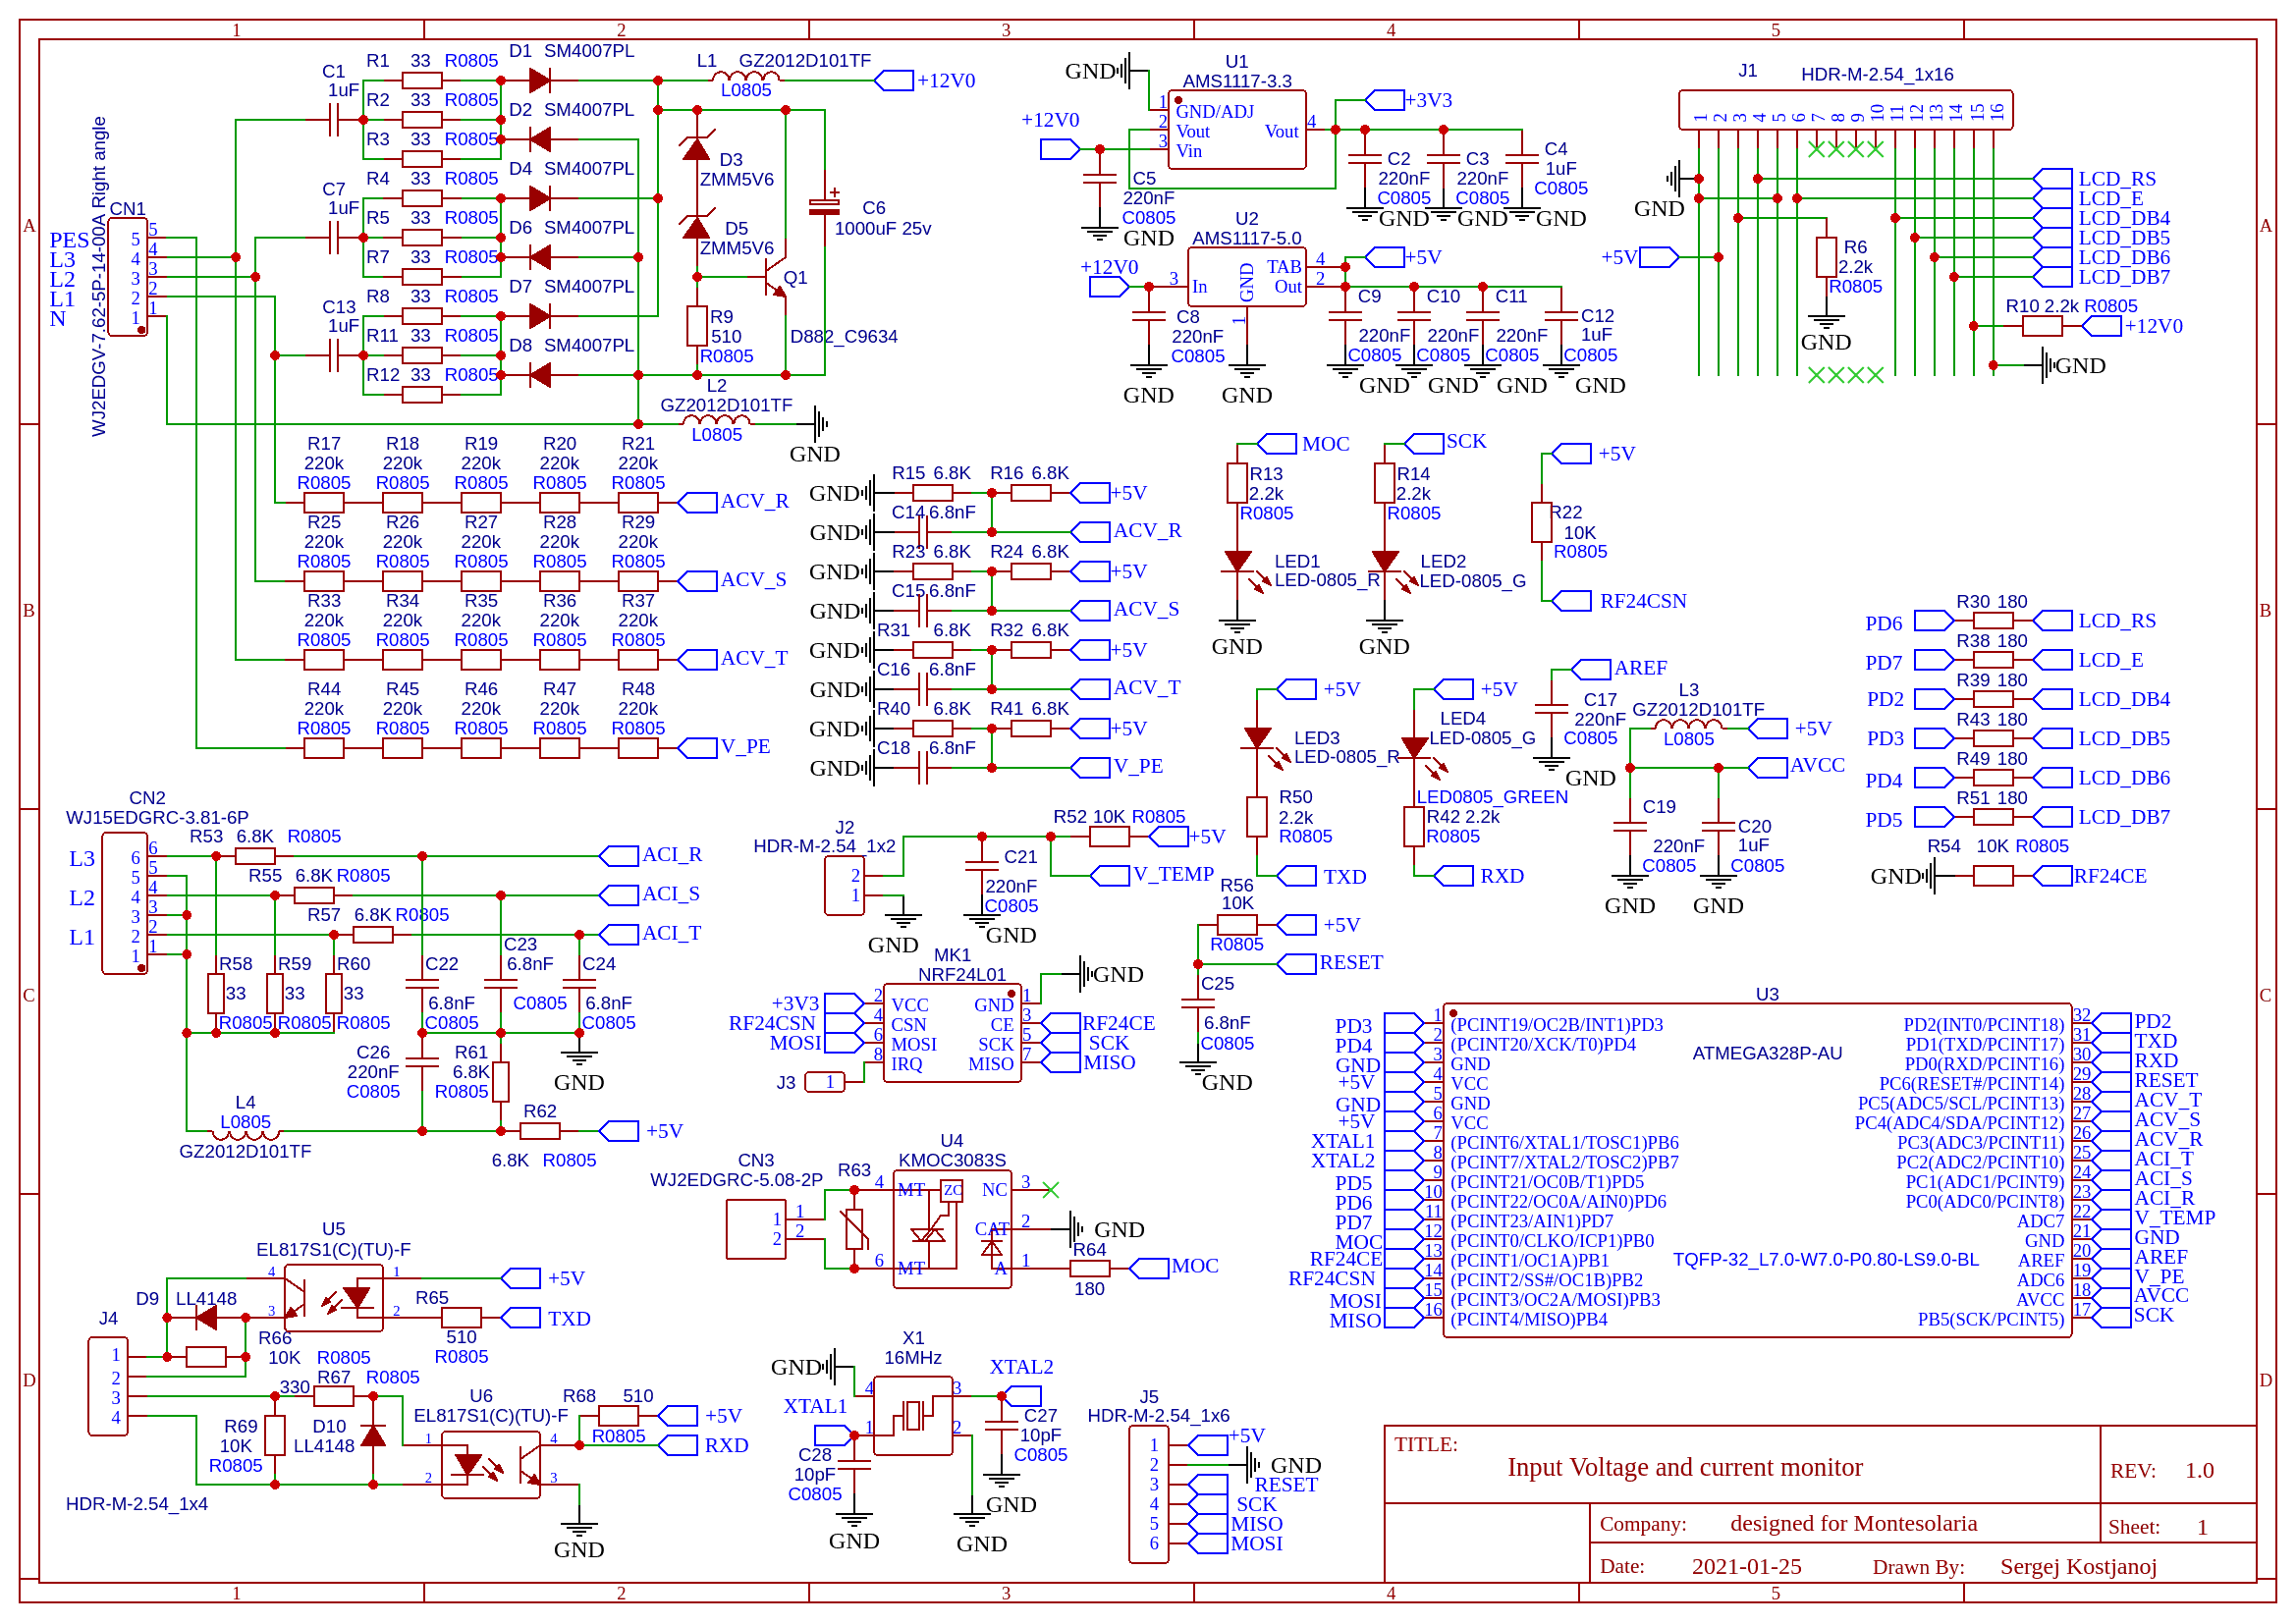 1 2 3 4 5
A
B
C
D
A
B
C
D
1 2 3 4 5
WJ2EDGV-7.62-5P-14-00A Right angle
CN1
PES
L3
L2
L1
N
5 5
4 4
3 3
2 2
1 1
C1
1uF
C7
1uF
C13
1uF
R1 33 R0805
R2 33 R0805
R3 33 R0805
R4 33 R0805
R5 33 R0805
R7 33 R0805
R8 33 R0805
R11 33 R0805
R12 33 R0805
D1 SM4007PL
D2 SM4007PL
D4 SM4007PL
D6 SM4007PL
D7 SM4007PL
D8 SM4007PL
L1 GZ2012D101TF
L0805
+12V0
D3
ZMM5V6
D5
ZMM5V6
C6
1000uF 25v
Q1
D882_C9634
R9
510
R0805
L2
GZ2012D101TF
L0805
GND
R17 R18 R19 R20 R21
220k 220k 220k 220k 220k
R0805 R0805 R0805 R0805 R0805
ACV_R
R25 R26 R27 R28 R29
220k 220k 220k 220k 220k
R0805 R0805 R0805 R0805 R0805
ACV_S
R33 R34 R35 R36 R37
220k 220k 220k 220k 220k
R0805 R0805 R0805 R0805 R0805
ACV_T
R44 R45 R46 R47 R48
220k 220k 220k 220k 220k
R0805 R0805 R0805 R0805 R0805
V_PE
GND R15 6.8K R16 6.8K +5V
GND C14 6.8nF ACV_R
GND R23 6.8K R24 6.8K +5V
GND C15 6.8nF ACV_S
GND R31 6.8K R32 6.8K +5V
GND C16 6.8nF ACV_T
GND R40 6.8K R41 6.8K +5V
GND C18 6.8nF V_PE
GND
U1
AMS1117-3.3
1 GND/ADJ
2 Vout Vout 4
3 Vin
+12V0
+3V3
C5
220nF
C0805
GND
C2
220nF
C0805
GND
C3
220nF
C0805
GND
C4
1uF
C0805
GND
U2
AMS1117-5.0
+12V0
3 In
GND
1
TAB 4
Out 2
+5V
C8
220nF
C0805
GND
GND
C9
220nF
C0805
GND
C10
220nF
C0805
GND
C11
220nF
C0805
GND
C12
1uF
C0805
GND
J1 HDR-M-2.54_1x16
1 2 3 4 5 6 7 8 9 10 11 12 13 14 15 16
GND
+5V
LCD_RS
LCD_E
LCD_DB4
LCD_DB5
LCD_DB6
LCD_DB7
R6
2.2k
R0805
GND
R10 2.2k R0805
+12V0
GND
MOC
R13
2.2k
R0805
LED1
LED-0805_R
GND
SCK
R14
2.2k
R0805
LED2
LED-0805_G
GND
+5V
R22
10K
R0805
RF24CSN
+5V
LED3
LED-0805_R
R50
2.2k
R0805
TXD
+5V
LED4
LED-0805_G
LED0805_GREEN
R42 2.2k
R0805
RXD
AREF
C17
220nF
C0805
GND
L3
GZ2012D101TF
L0805
+5V
AVCC
C19
220nF
C0805
GND
C20
1uF
C0805
GND
PD6 R30 180 LCD_RS
PD7 R38 180 LCD_E
PD2 R39 180 LCD_DB4
PD3 R43 180 LCD_DB5
PD4 R49 180 LCD_DB6
PD5 R51 180 LCD_DB7
R54 10K R0805
GND RF24CE
CN2
WJ15EDGRC-3.81-6P
L3
L2
L1
6 6
5 5
4 4
3 3
2 2
1 1
R53 6.8K R0805
ACI_R
R55 6.8K R0805
ACI_S
R57 6.8K R0805
ACI_T
R58
33
R0805
R59
33
R0805
R60
33
R0805
C22
6.8nF
C0805
C23
6.8nF
C0805
C24
6.8nF
C0805
GND
C26
220nF
C0805
R61
6.8K
R0805
L4
L0805
GZ2012D101TF
R62
6.8K R0805
+5V
J2
HDR-M-2.54_1x2
2
1
GND
C21
220nF
C0805
GND
R52 10K R0805
+5V
V_TEMP
R56
10K
R0805
+5V
RESET
C25
6.8nF
C0805
GND
MK1
NRF24L01
+3V3 2 VCC GND 1 GND
RF24CSN 4 CSN CE 3 RF24CE
MOSI 6 MOSI SCK 5 SCK
8 IRQ MISO 7 MISO
J3 1
CN3
WJ2EDGRC-5.08-2P
1 1
2 2
R63
U4
KMOC3083S
4 MT ZC NC 3
CAT 2 GND
6 MT A 1
R64
180
MOC
U3
ATMEGA328P-AU
TQFP-32_L7.0-W7.0-P0.80-LS9.0-BL
PD3 1 (PCINT19/OC2B/INT1)PD3
PD4 2 (PCINT20/XCK/T0)PD4
GND 3 GND
+5V 4 VCC
GND 5 GND
+5V 6 VCC
XTAL1 7 (PCINT6/XTAL1/TOSC1)PB6
XTAL2 8 (PCINT7/XTAL2/TOSC2)PB7
PD5 9 (PCINT21/OC0B/T1)PD5
PD6 10 (PCINT22/OC0A/AIN0)PD6
PD7 11 (PCINT23/AIN1)PD7
MOC 12 (PCINT0/CLKO/ICP1)PB0
RF24CE 13 (PCINT1/OC1A)PB1
RF24CSN 14 (PCINT2/SS#/OC1B)PB2
MOSI 15 (PCINT3/OC2A/MOSI)PB3
MISO 16 (PCINT4/MISO)PB4
PD2(INT0/PCINT18) 32 PD2
PD1(TXD/PCINT17) 31 TXD
PD0(RXD/PCINT16) 30 RXD
PC6(RESET#/PCINT14) 29 RESET
PC5(ADC5/SCL/PCINT13) 28 ACV_T
PC4(ADC4/SDA/PCINT12) 27 ACV_S
PC3(ADC3/PCINT11) 26 ACV_R
PC2(ADC2/PCINT10) 25 ACI_T
PC1(ADC1/PCINT9) 24 ACI_S
PC0(ADC0/PCINT8) 23 ACI_R
ADC7 22 V_TEMP
GND 21 GND
AREF 20 AREF
ADC6 19 V_PE
AVCC 18 AVCC
PB5(SCK/PCINT5) 17 SCK
U5
EL817S1(C)(TU)-F
4 1
3 2
+5V
R65
510
R0805
TXD
D9 LL4148
J4
1
2
3
4
HDR-M-2.54_1x4
R66
10K R0805
330 R67 R0805
R69
10K
R0805
D10
LL4148
U6
EL817S1(C)(TU)-F
1 4
2 3
R68 510
R0805
+5V
RXD
GND
X1
16MHz
GND
4 3
1 2
XTAL1
XTAL2
C28
10pF
C0805
GND
C27
10pF
C0805
GND
GND
J5
HDR-M-2.54_1x6
1 +5V
2 GND
3 RESET
4 SCK
5 MISO
6 MOSI
TITLE:
Input Voltage and current monitor
REV: 1.0
Company: designed for Montesolaria
Sheet: 1
Date: 2021-01-25
Drawn By: Sergej Kostjanoj